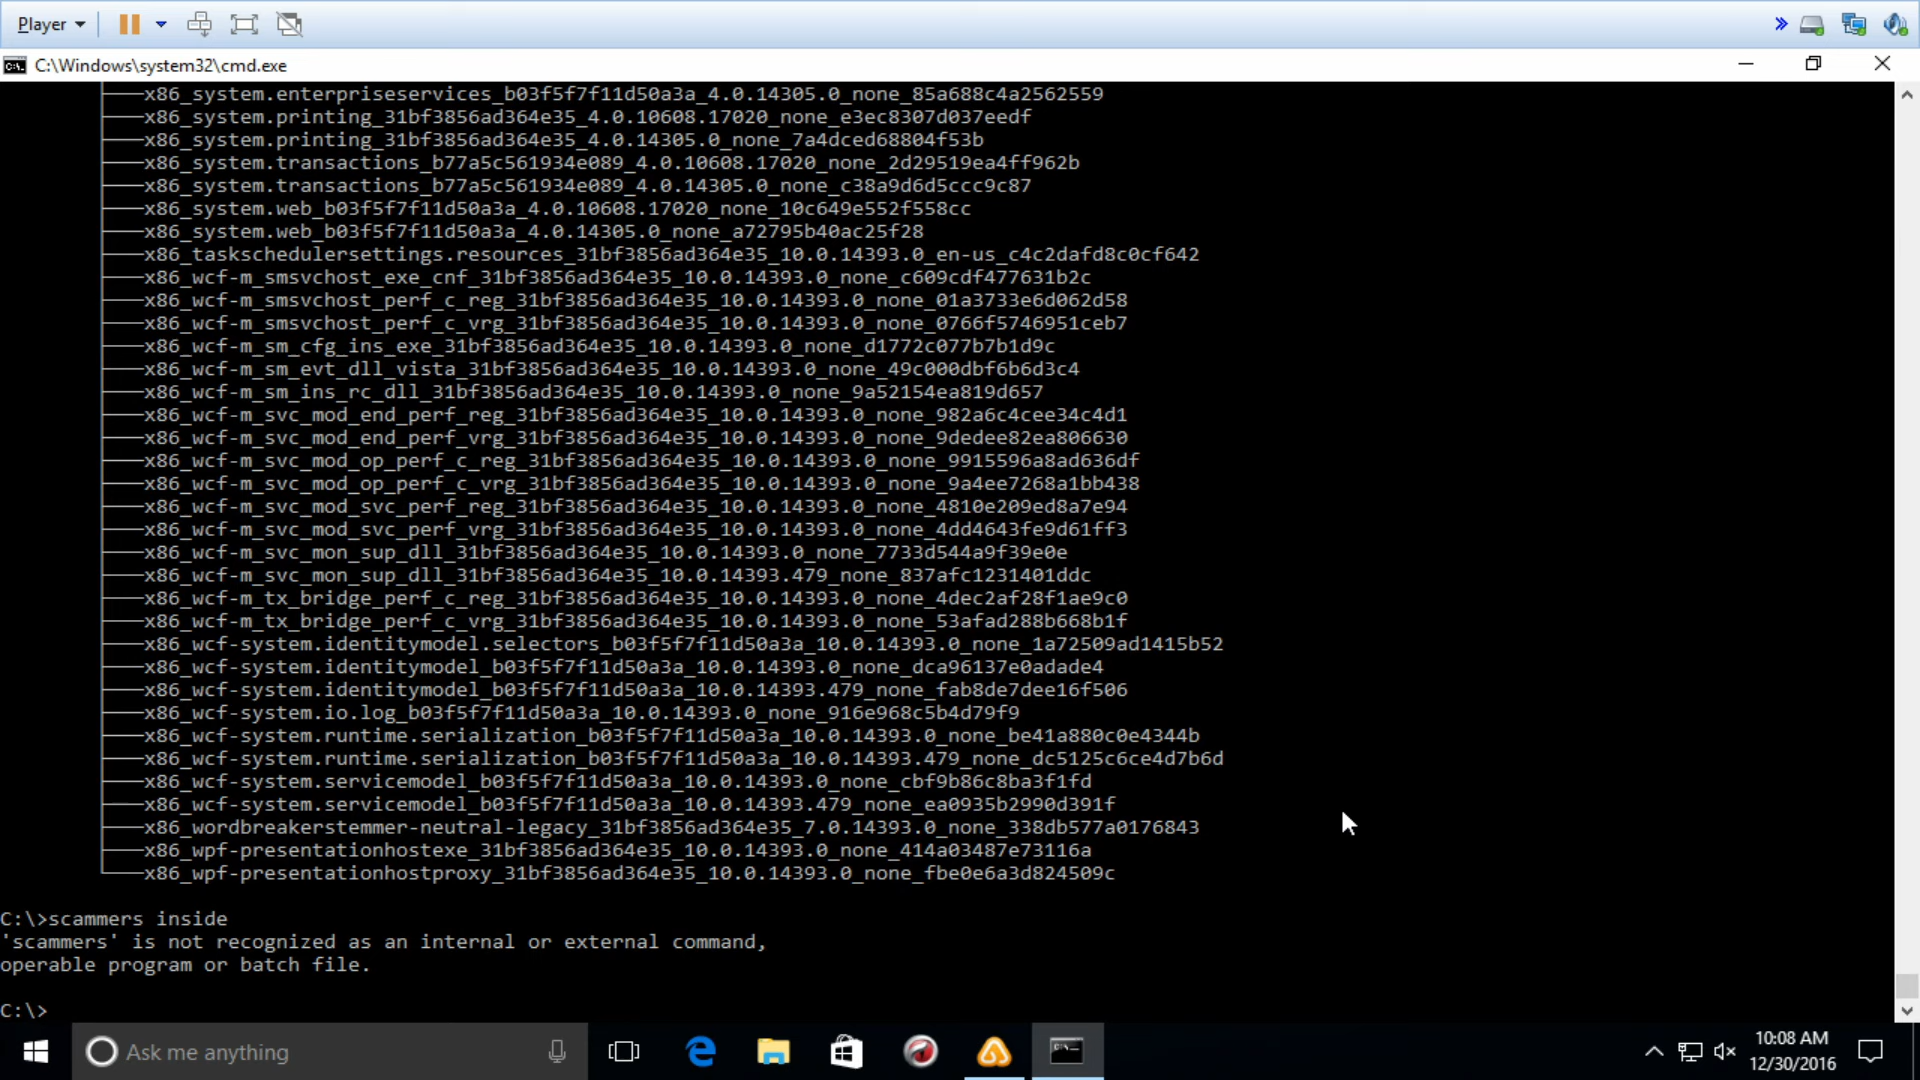 Player
C:\Windows\system32\cmd.exe
x86_system.enterpriseservices_b03f5f7f11d50a3a_4.0.14305.0_none_85a688c4a2562559
x86_system.printing_31bf3856ad364e35_4.0.10608.17020_none_e3ec8307d037eedf
x86_system.printing_31bf3856ad364e35_4.0.14305.0_none_7a4dced68804f53b
x86_system.transactions_b77a5c561934e089_4.0.10608.17020_none_2d29519ea4ff962b
x86_system.transactions_b77a5c561934e089_4.0.14305.0_none_c38a9d6d5ccc9c87
x86_system.web_b03f5f7f11d50a3a_4.0.10608.17020_none_10c649e552f558cc
x86_system.web_b03f5f7f11d50a3a_4.0.14305.0_none_a72795b40ac25f28
x86_taskschedulersettings.resources_31bf3856ad364e35_10.0.14393.0_en-us_c4c2dafd8c0cf642
x86_wcf-m_smsvchost_exe_cnf_31bf3856ad364e35_10.0.14393.0_none_c609cdf477631b2c
x86_wcf-m_smsvchost_perf_c_reg_31bf3856ad364e35_10.0.14393.0_none_01a3733e6d062d58
x86_wcf-m_smsvchost_perf_c_vrg_31bf3856ad364e35_10.0.14393.0_none_0766f5746951ceb7
x86_wcf-m_sm_cfg_ins_exe_31bf3856ad364e35_10.0.14393.0_none_d1772c077b7b1d9c
x86_wcf-m_sm_evt_dll_vista_31bf3856ad364e35_10.0.14393.0_none_49c000dbf6b6d3c4
x86_wcf-m_sm_ins_rc_dll_31bf3856ad364e35_10.0.14393.0_none_9a52154ea819d657
x86_wcf-m_svc_mod_end_perf_reg_31bf3856ad364e35_10.0.14393.0_none_982a6c4cee34c4d1
x86_wcf-m_svc_mod_end_perf_vrg_31bf3856ad364e35_10.0.14393.0_none_9dedee82ea806630
x86_wcf-m_svc_mod_op_perf_c_reg_31bf3856ad364e35_10.0.14393.0_none_9915596a8ad636df
x86_wcf-m_svc_mod_op_perf_c_vrg_31bf3856ad364e35_10.0.14393.0_none_9a4ee7268a1bb438
x86_wcf-m_svc_mod_svc_perf_reg_31bf3856ad364e35_10.0.14393.0_none_4810e209ed8a7e94
x86_wcf-m_svc_mod_svc_perf_vrg_31bf3856ad364e35_10.0.14393.0_none_4dd4643fe9d61ff3
x86_wcf-m_svc_mon_sup_dll_31bf3856ad364e35_10.0.14393.0_none_7733d544a9f39e0e
x86_wcf-m_svc_mon_sup_dll_31bf3856ad364e35_10.0.14393.479_none_837afc1231401ddc
x86_wcf-m_tx_bridge_perf_c_reg_31bf3856ad364e35_10.0.14393.0_none_4dec2af28f1ae9c0
x86_wcf-m_tx_bridge_perf_c_vrg_31bf3856ad364e35_10.0.14393.0_none_53afad288b668b1f
x86_wcf-system.identitymodel.selectors_b03f5f7f11d50a3a_10.0.14393.0_none_1a72509ad1415b52
x86_wcf-system.identitymodel_b03f5f7f11d50a3a_10.0.14393.0_none_dca96137e0adade4
x86_wcf-system.identitymodel_b03f5f7f11d50a3a_10.0.14393.479_none_fab8de7dee16f506
x86_wcf-system.io.log_b03f5f7f11d50a3a_10.0.14393.0_none_916e968c5b4d79f9
x86_wcf-system.runtime.serialization_b03f5f7f11d50a3a_10.0.14393.0_none_be41a880c0e4344b
x86_wcf-system.runtime.serialization_b03f5f7f11d50a3a_10.0.14393.479_none_dc5125c6ce4d7b6d
x86_wcf-system.servicemodel_b03f5f7f11d50a3a_10.0.14393.0_none_cbf9b86c8ba3f1fd
x86_wcf-system.servicemodel_b03f5f7f11d50a3a_10.0.14393.479_none_ea0935b2990d391f
x86_wordbreakerstemmer-neutral-legacy_31bf3856ad364e35_7.0.14393.0_none_338db577a0176843
x86_wpf-presentationhostexe_31bf3856ad364e35_10.0.14393.0_none_414a03487e73116a
x86_wpf-presentationhostproxy_31bf3856ad364e35_10.0.14393.0_none_fbe0e6a3d824509c
C:\>scammers inside
'scammers' is not recognized as an internal or external command,
operable program or batch file.
C:\>
Ask me anything
10:08 AM
12/30/2016